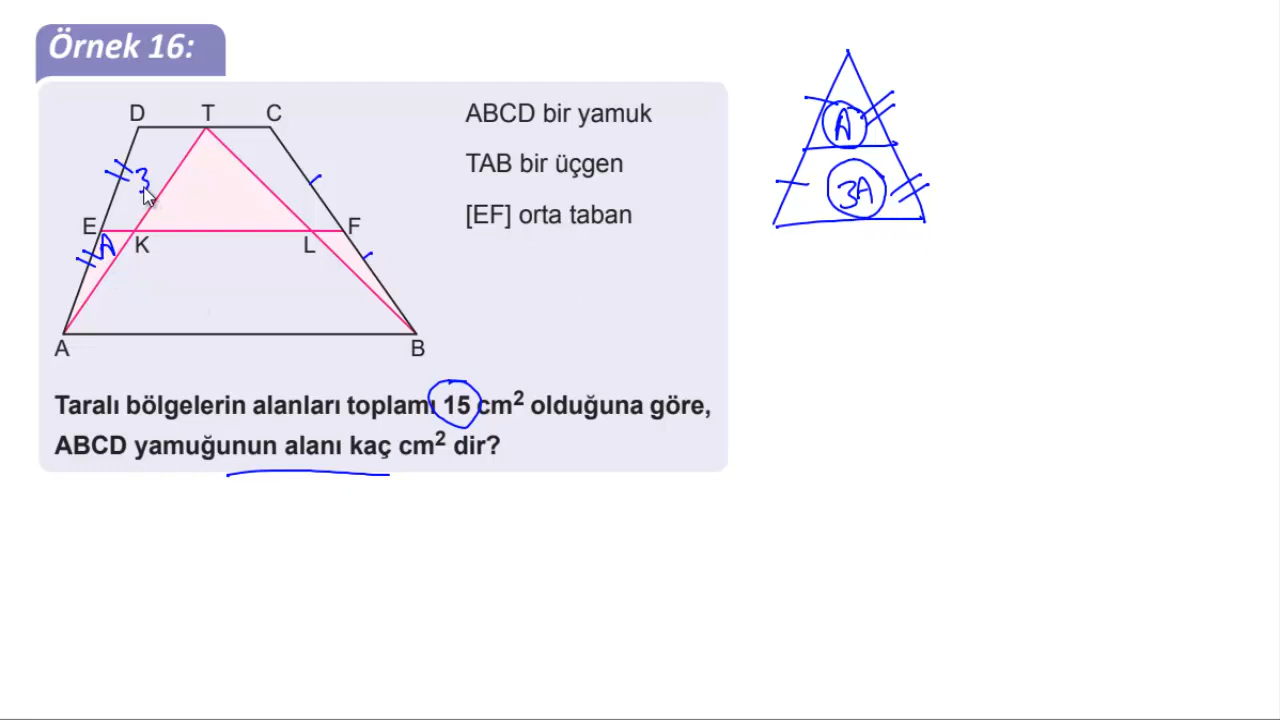 Örnek 16:
D T C
ABCD bir yamuk
TAB bir üçgen
[EF] orta taban
3
E A K L F
A B
A
3A
Taralı bölgelerin alanları toplamı 15 cm² olduğuna göre,
ABCD yamuğunun alanı kaç cm² dir?